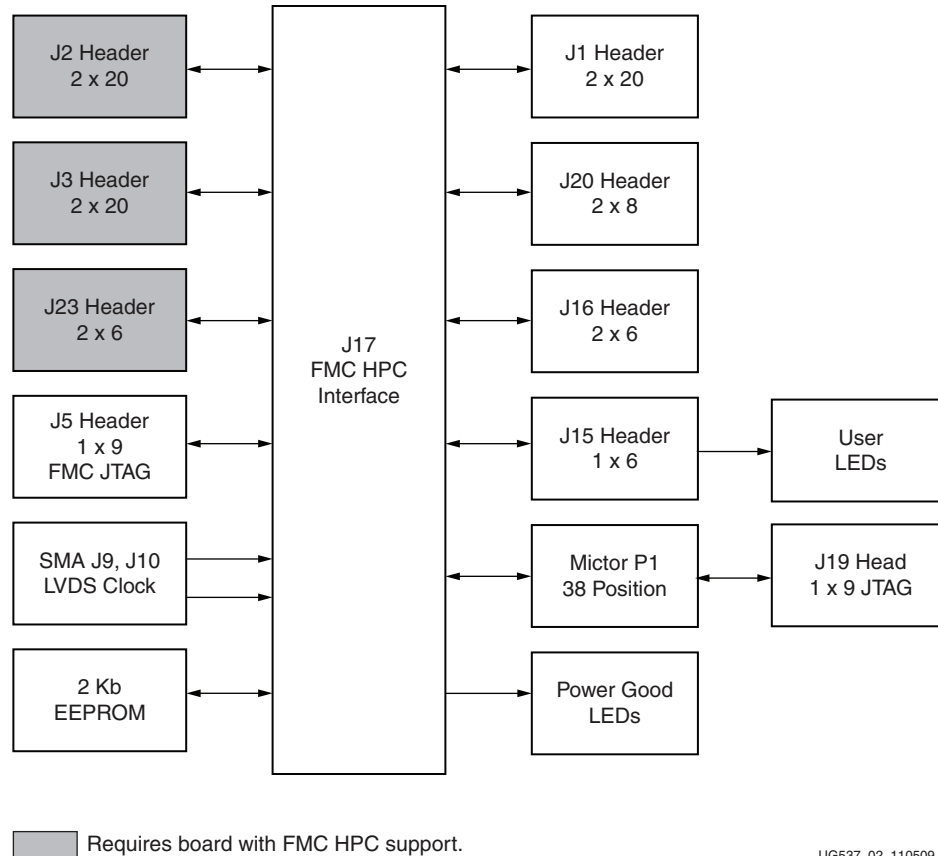 J2 Header
2 x 20
J3 Header
2 x 20
J23 Header
2 x 6
J5 Header
1 x 9
FMC JTAG
SMA J9, J10
LVDS Clock
2 Kb
EEPROM
J17
FMC HPC
Interface
J1 Header
2 x 20
J20 Header
2 x 8
J16 Header
2 x 6
J15 Header
1 x 6
Mictor P1
38 Position
Power Good
LEDs
User
LEDs
J19 Head
1 x 9 JTAG
Requires board with FMC HPC support.
UG537_02_110509